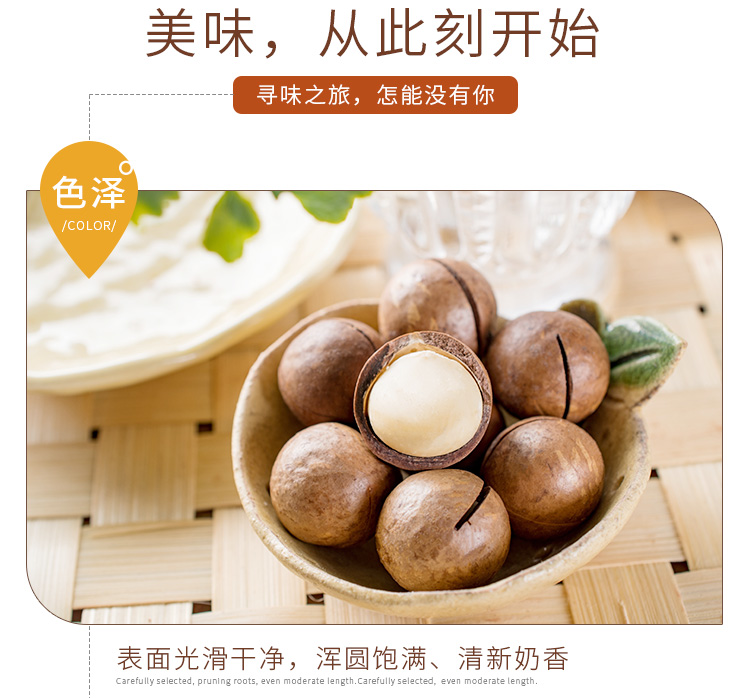 美味，从此刻开始
寻味之旅，怎能没有你
色泽
/COLOR/
表面光滑干净，浑圆饱满、清新奶香
Carefully selected, pruning roots, even moderate length.Carefully selected, even moderate length.